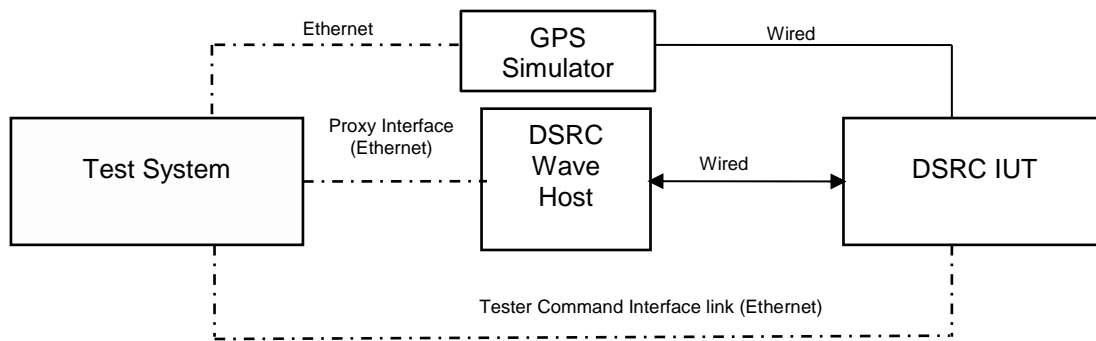 Ethernet
GPS
Simulator
Wired
Test System
Proxy Interface
(Ethernet)
DSRC
Wave
Host
Wired
DSRC IUT
Tester Command Interface link (Ethernet)